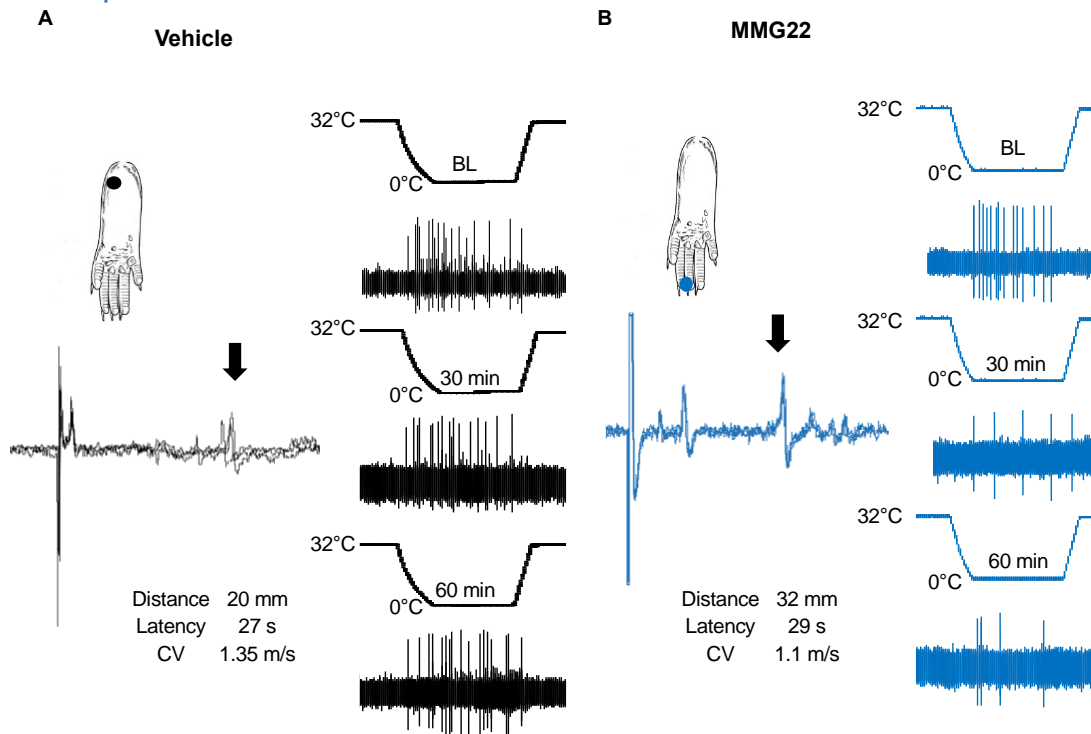 A
Vehicle
32°C
BL
0°C
32°C
30 min
0°C
32°C
60 min
0°C
Distance 20 mm
Latency 27 s
CV 1.35 m/s
B
MMG22
32°C
BL
0°C
32°C
30 min
0°C
32°C
60 min
0°C
Distance 32 mm
Latency 29 s
CV 1.1 m/s